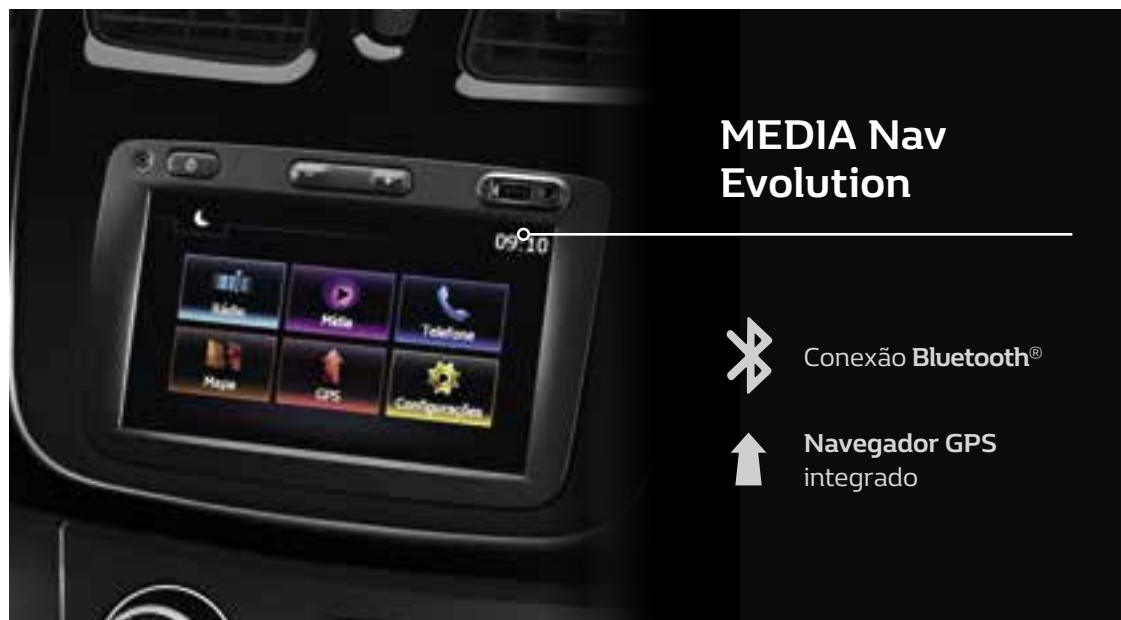 MEDIA Nav
Evolution
09:10
Rádio
Mídia
Telefone
Mapa
GPS
Configurações
Conexão Bluetooth®
Navegador GPS
integrado